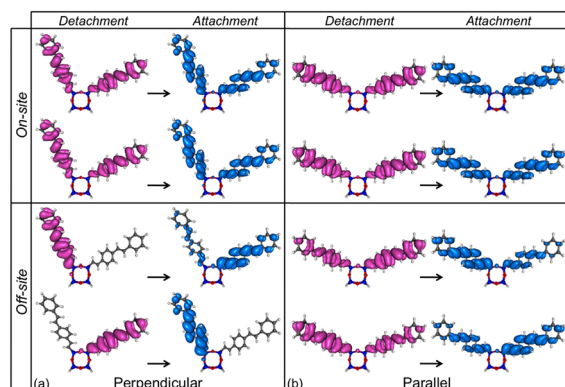 Detachment Attachment Detachment Attachment
On-site
Off-site
(a) Perpendicular (b) Parallel